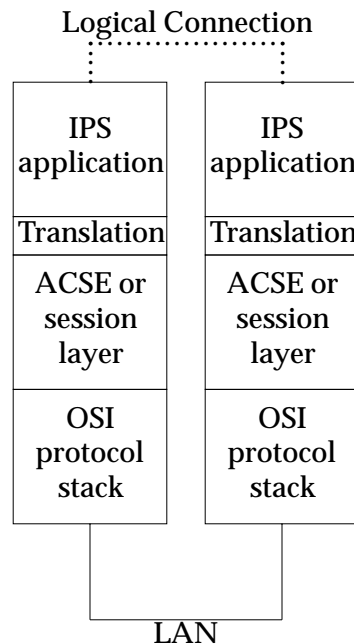 Logical Connection
IPS
application
Translation
ACSE or
session
layer
OSI
protocol
stack
IPS
application
Translation
ACSE or
session
layer
OSI
protocol
stack
LAN